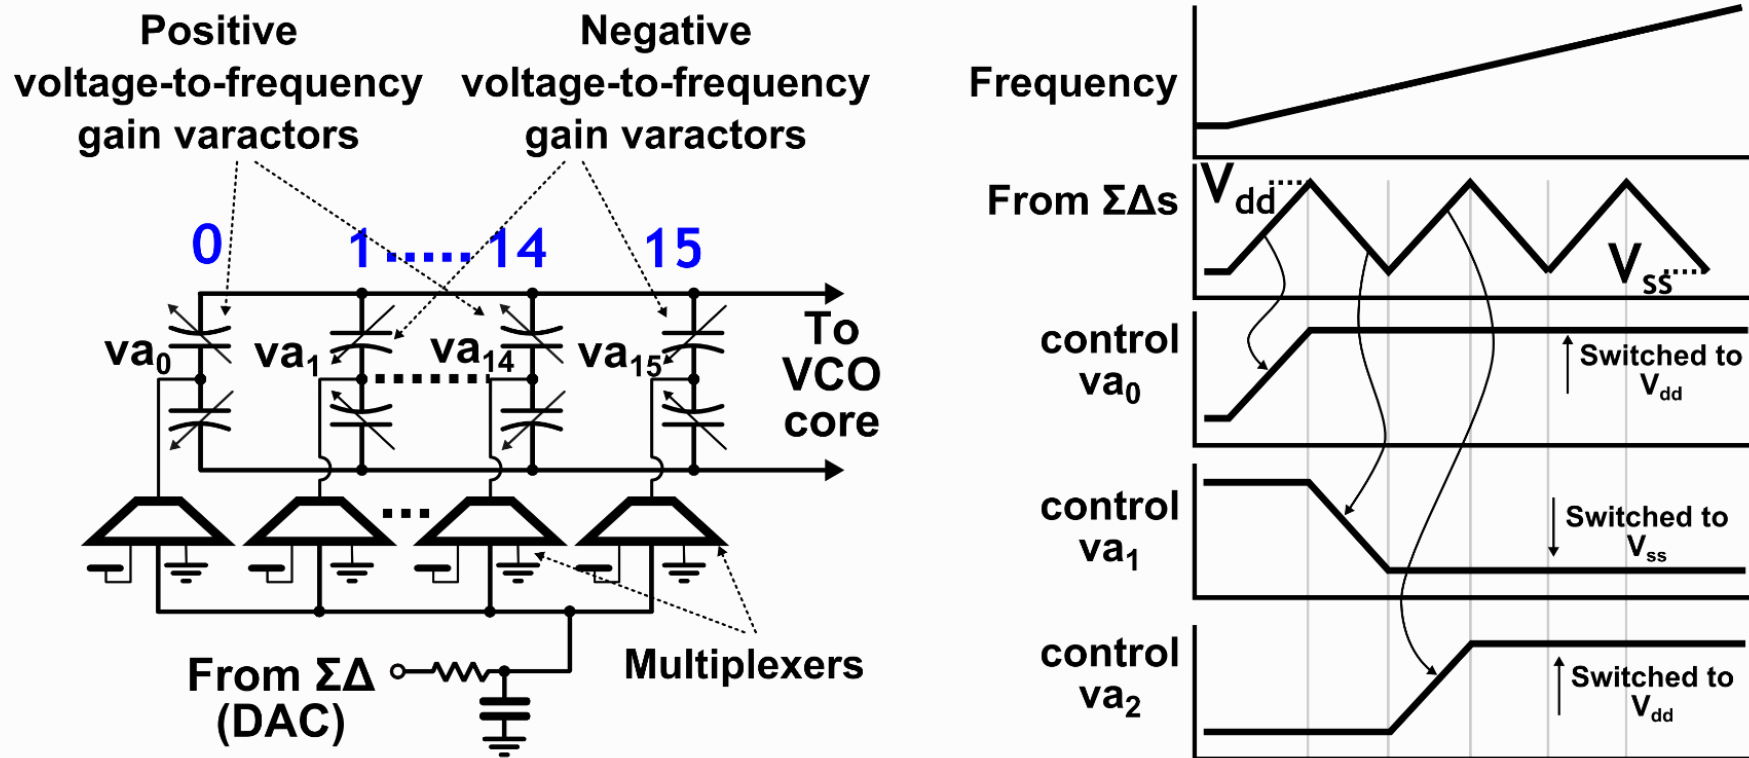 Positive
voltage-to-frequency
gain varactors
Negative
voltage-to-frequency
gain varactors
0
1
14
15
va0
va1
va14
va15
To
VCO
core
From ΣΔ
(DAC)
Multiplexers
Frequency
From ΣΔs
Vdd
Vss
control
va0
Switched to
Vdd
control
va1
Switched to
Vss
control
va2
Switched to
Vdd